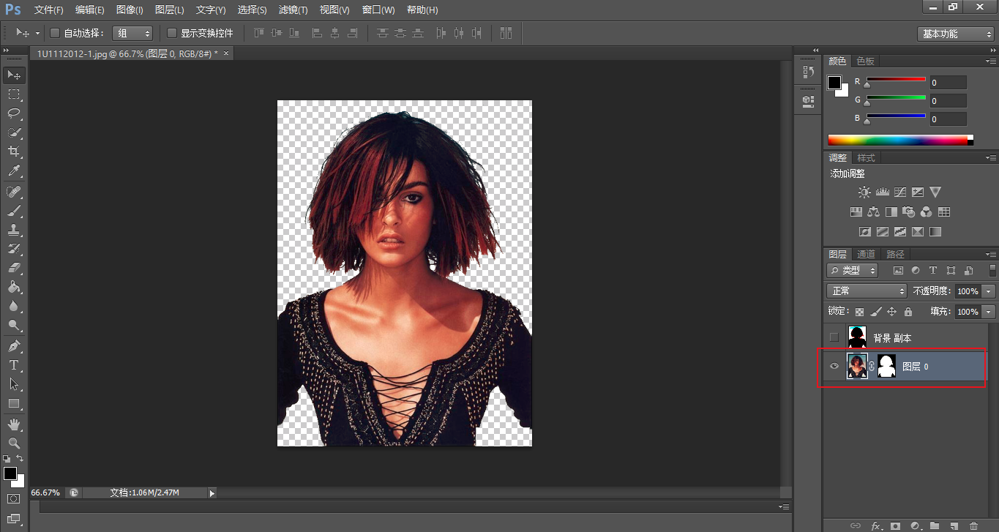 Ps 文件(F) 编辑(E) 图像(I) 图层(L) 文字(Y) 选择(S) 滤镜(T) 视图(V) 窗口(W) 帮助(H)
自动选择： 组 显示变换控件 基本功能
1U1112012-1.jpg @ 66.7% (图层 0, RGB/8#) * ×
颜色 色板
R 0
G 0
B 0
调整 样式
添加调整
图层 通道 路径
类型 T
正常 不透明度： 100%
锁定： 填充： 100%
背景 副本
图层 0
T
66.67% 文档:1.06M/2.47M
fx